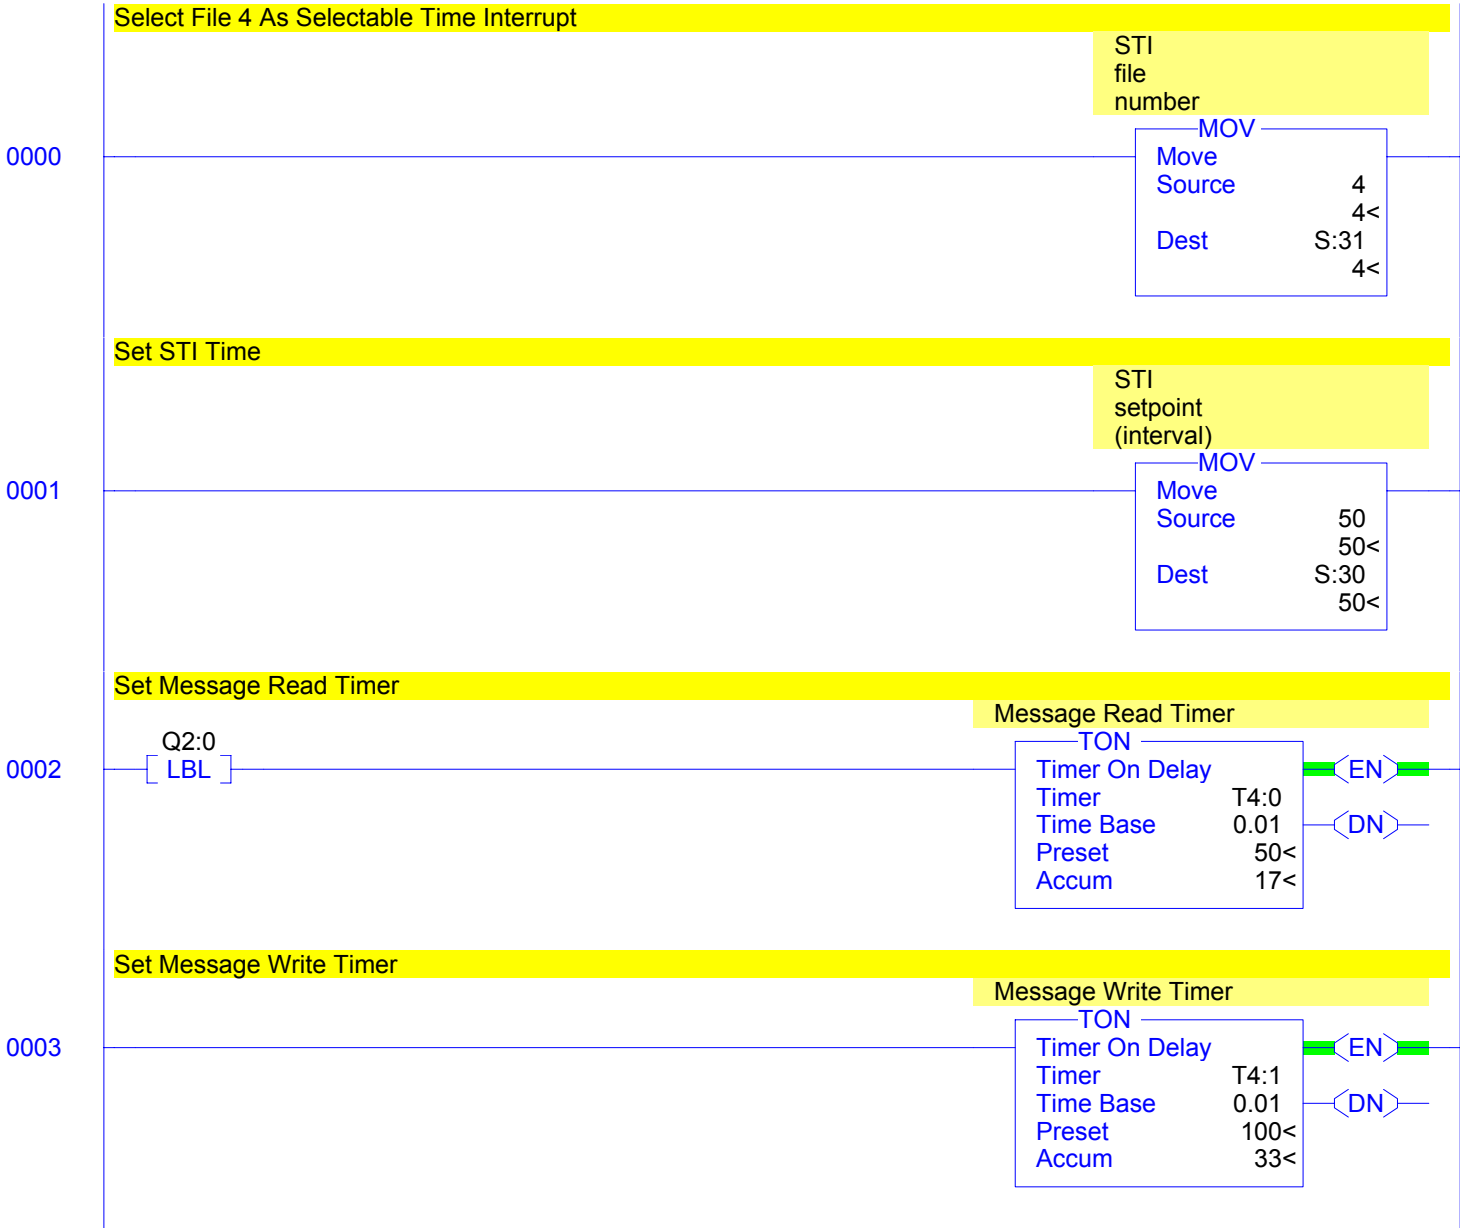 Select File 4 As Selectable Time Interrupt
STI
file
number
MOV
0000
Move
Source 4
4<
Dest S:31
4<
Set STI Time
STI
setpoint
(interval)
MOV
0001
Move
Source 50
50<
Dest S:30
50<
Set Message Read Timer
Message Read Timer
Q2:0
TON
0002 LBL Timer On Delay EN
Timer T4:0
Time Base 0.01 DN
Preset 50<
Accum 17<
Set Message Write Timer
Message Write Timer
TON
0003 Timer On Delay EN
Timer T4:1
Time Base 0.01 DN
Preset 100<
Accum 33<